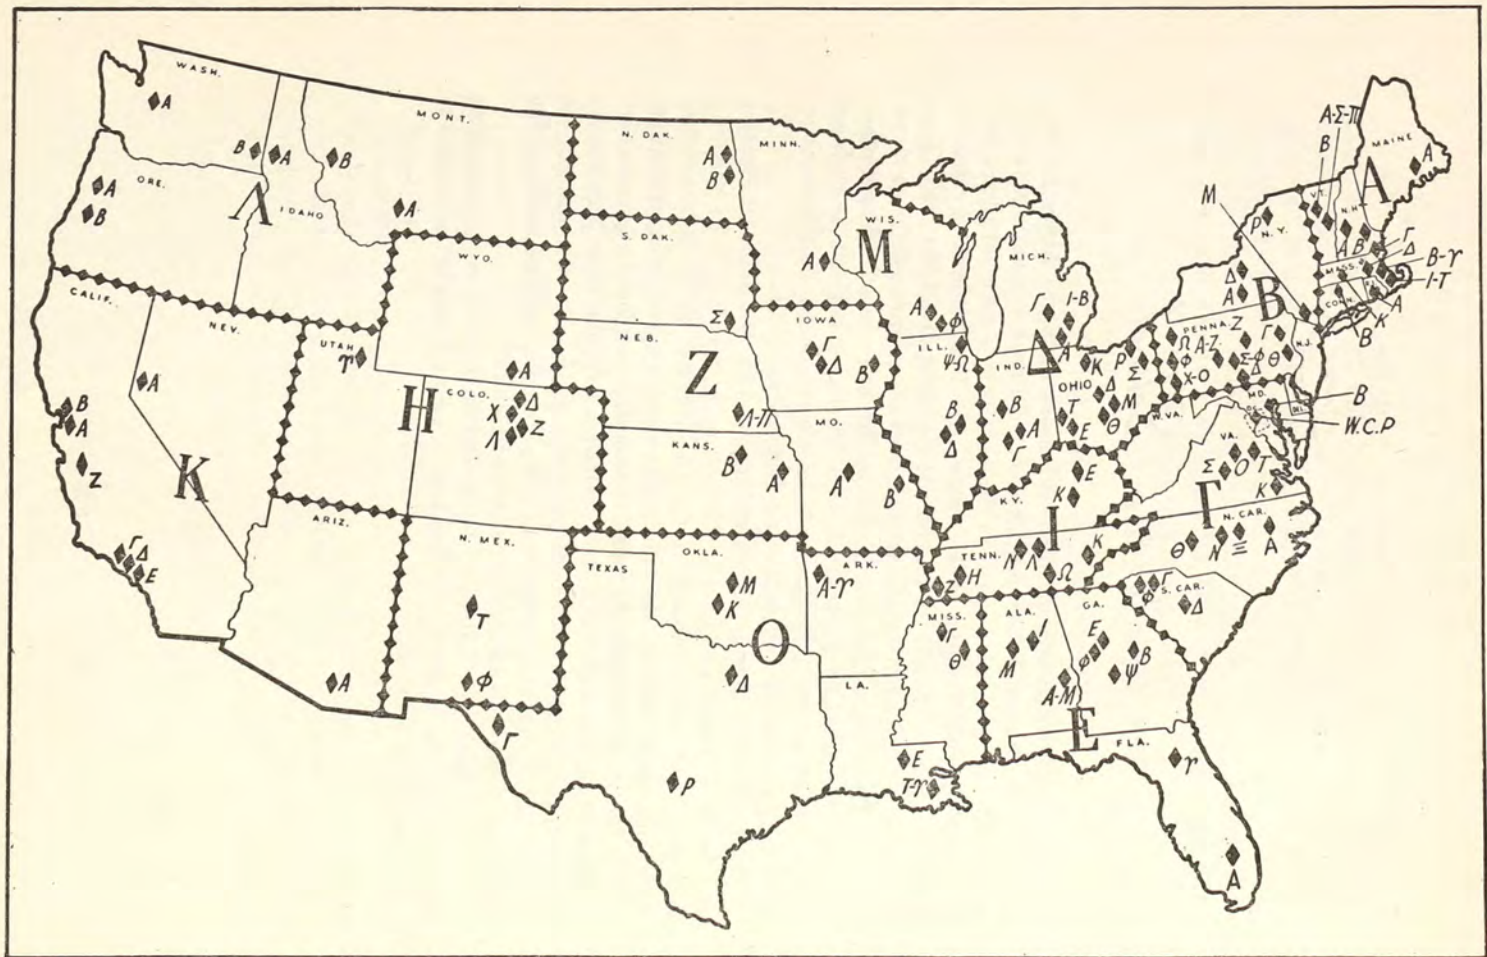 WASH.
A
B
A
ORE.
A
B
Λ
IDAHO
MONT.
B
A
N. DAK.
A
B
MINN.
A
S. DAK.
WYO.
A
CALIF.
B
A
Z
Γ Δ
E
NEV.
A
K
UTAH
ϒ
H
COLO.
Δ
X
Z
Λ
ARIZ.
A
N. MEX.
T
Φ
NEB.
Σ
Z
Λ-Π
KANS.
B
A
IOWA
Γ
Δ
B
MO.
A
B
WIS.
M
A
Φ
MICH.
Γ
I-B
A
Δ
ILL.
Ψ-Ω
B
Δ
IND.
B
A
Γ
OHIO
K
P
Σ
Δ
M
Θ
T
E
KY.
E
K
I
TENN.
N
Λ
K
Ω
Z
H
OKLA.
M
K
TEXAS
O
Δ
Γ
P
ARK.
A-ϒ
LA.
E
T-ϒ
MISS.
Γ
Θ
ALA.
I
M
A-M
GA.
E
Φ
B
Ψ
E
FLA.
ϒ
A
S. CAR.
Γ
Φ
Δ
N. CAR.
Θ
N
Ξ
A
VA.
Σ
O
T
K
Γ
W. VA.
MD.
DEL.
B
W.C.P
PENNA.
Z
Ω
A-Z
Γ
Φ
Σ-Φ
Θ
X-O
Δ
N.J.
N. Y.
P
Δ
A
B
M
VT.
N.H.
MAINE
A
A
A-Σ-Π
B
A
B
MASS.
CONN.
R.I.
Γ
Δ
B-ϒ
I-T
A
K
B